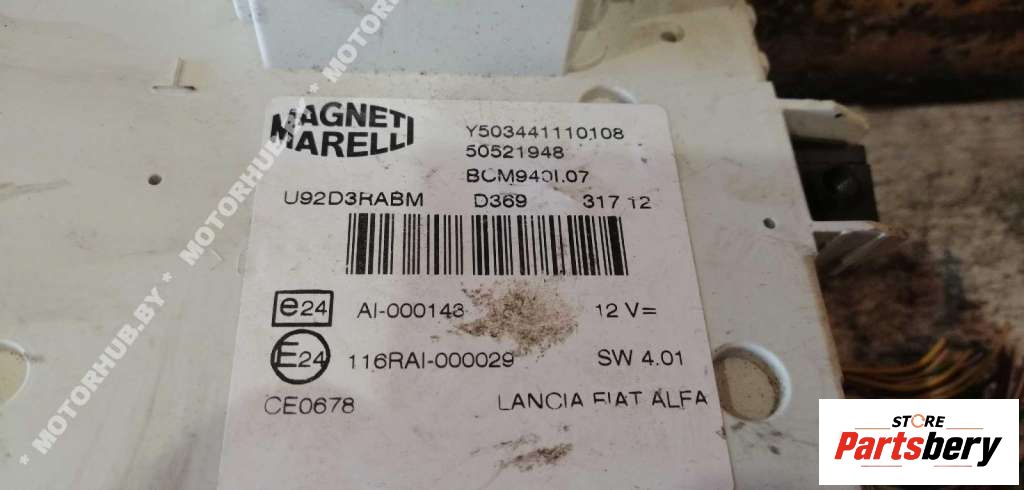 * MOTORHUB.BY * MOTORHUB.BY * MOTORHUB
MAGNETI
MARELLI
Y503441110108
50521948
BCM940I.07
U92D3RABM D369 317 12
e24 AI-000143 12 V=
E24 116RAI-000029 SW 4.01
CE0678 LANCIA FIAT ALFA
STORE
Partsbery